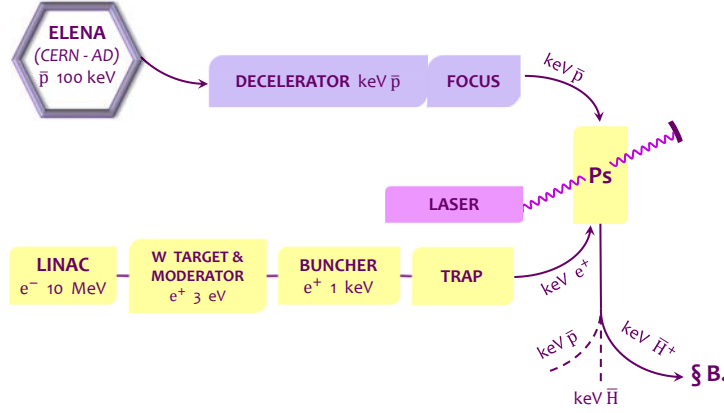 ELENA
(CERN - AD)
p̅ 100 keV
DECELERATOR keV p̅
FOCUS
keV p̅
Ps
LASER
LINAC
e⁻ 10 MeV
W TARGET &
MODERATOR
e⁺ 3 eV
BUNCHER
e⁺ 1 keV
TRAP
keV e⁺
keV p̅
keV H̅
keV H̅⁺
§ B.